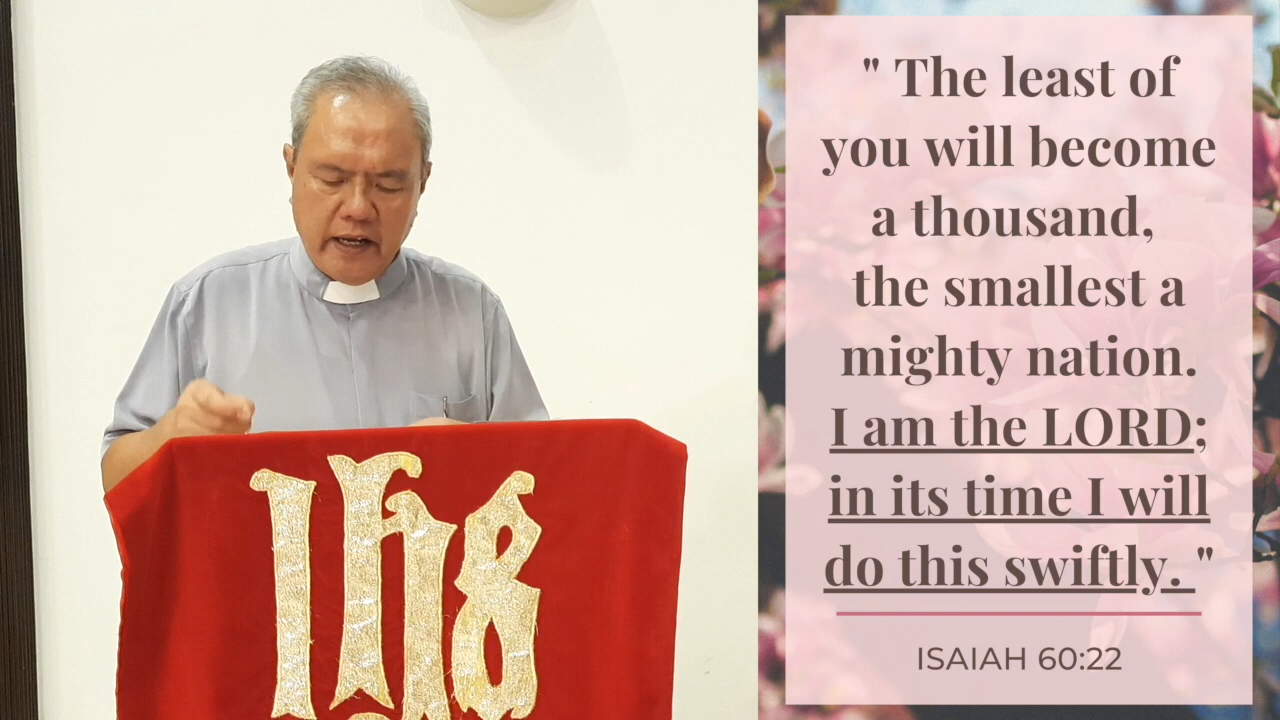 IHS
" The least of
you will become
a thousand,
the smallest a
mighty nation.
I am the LORD;
in its time I will
do this swiftly. "
ISAIAH 60:22